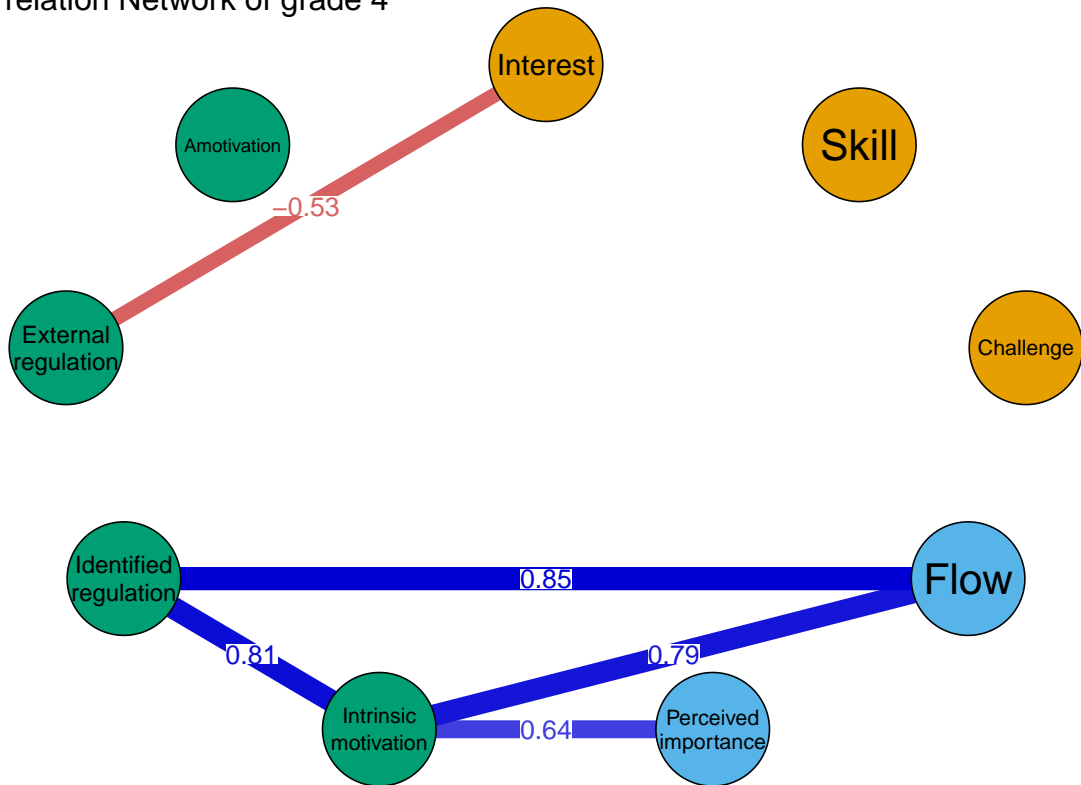 relation Network of grade 4
Interest
Amotivation
Skill
−0.53
External
regulation
Challenge
Identified
regulation
0.85
Flow
0.81
0.79
Intrinsic
motivation
0.64
Perceived
importance